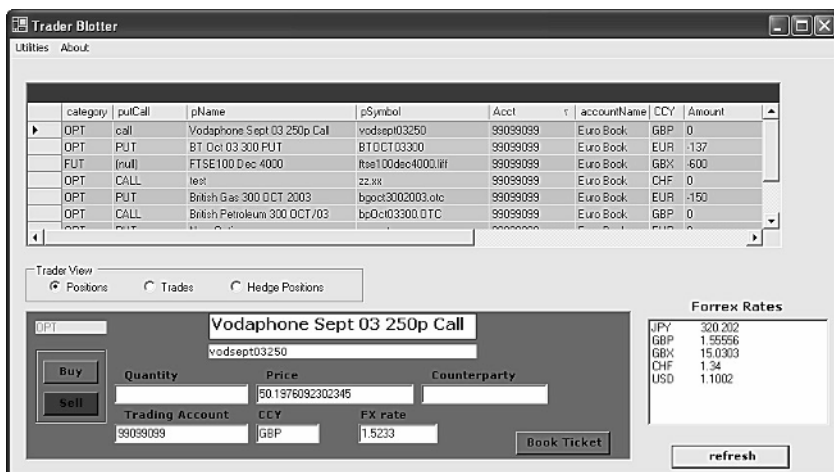 Trader Blotter
Utilities About
category putCall pName pSymbol Acct accountName CCY Amount
OPT call Vodaphone Sept 03 250p Call vodsept03250 99099099 Euro Book GBP 0
OPT PUT BT Oct 03 300 PUT BTOCT03300 99099099 Euro Book EUR -137
FUT (null) FTSE100 Dec 4000 ftse100dec4000.liff 99099099 Euro Book GBX -600
OPT CALL test zz.xx 99099099 Euro Book CHF 0
OPT PUT British Gas 300 OCT 2003 bgoct3002003.otc 99099099 Euro Book EUR -150
OPT CALL British Petroleum 300 OCT/03 bpOct03300.OTC 99099099 Euro Book GBP 0
Trader View
Positions Trades Hedge Positions
Forrex Rates
JPY 320.202
GBP 1.55556
GBX 15.0303
CHF 1.34
USD 1.1002
refresh
OPT Vodaphone Sept 03 250p Call
vodsept03250
Buy
Sell
Quantity Price Counterparty
50.1976092302345
Trading Account CCY FX rate
99099099 GBP 1.5233
Book Ticket